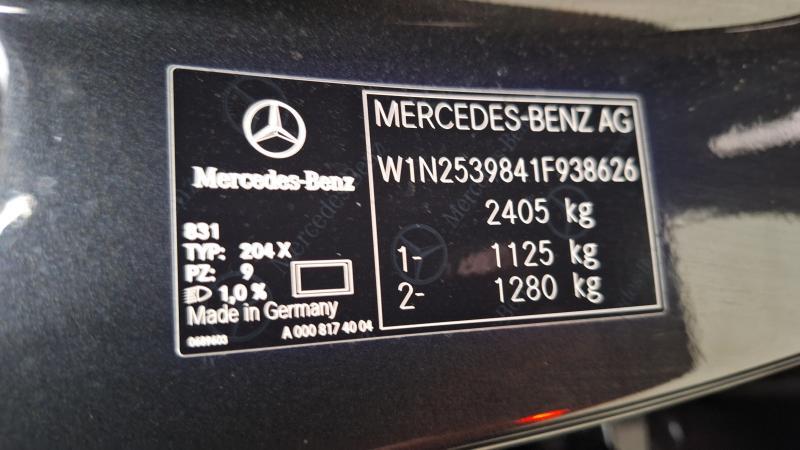 Mercedes-Benz
831
TYP: 204 X
PZ: 9
1,0 %
Made in Germany
A 000 817 40 04
MERCEDES-BENZ AG
W1N2539841F938626
2405 kg
1- 1125 kg
2- 1280 kg